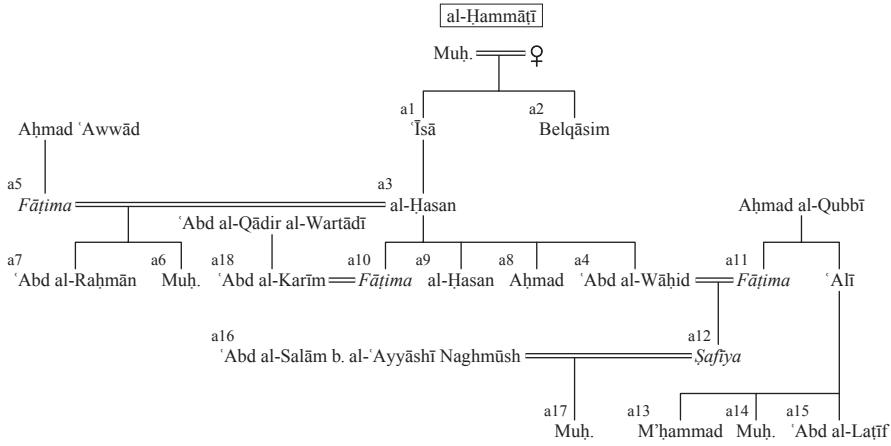 al-Ḥammāṭī
Muḥ. ♀
a1 a2
ʿĪsā Belqāsim
Aḥmad ʿAwwād
a5 a3
Fāṭima al-Ḥasan Aḥmad al-Qubbī
ʿAbd al-Qādir al-Wartādī
a7 a6 a18 a10 a9 a8 a4 a11
ʿAbd al-Raḥmān Muḥ. ʿAbd al-Karīm Fāṭima al-Ḥasan Aḥmad ʿAbd al-Wāḥid Fāṭima ʿAlī
a16 a12
ʿAbd al-Salām b. al-ʿAyyāshī Naghmūsh Ṣafīya
a17 a13 a14 a15
Muḥ. M’ḥammad Muḥ. ʿAbd al-Laṭīf